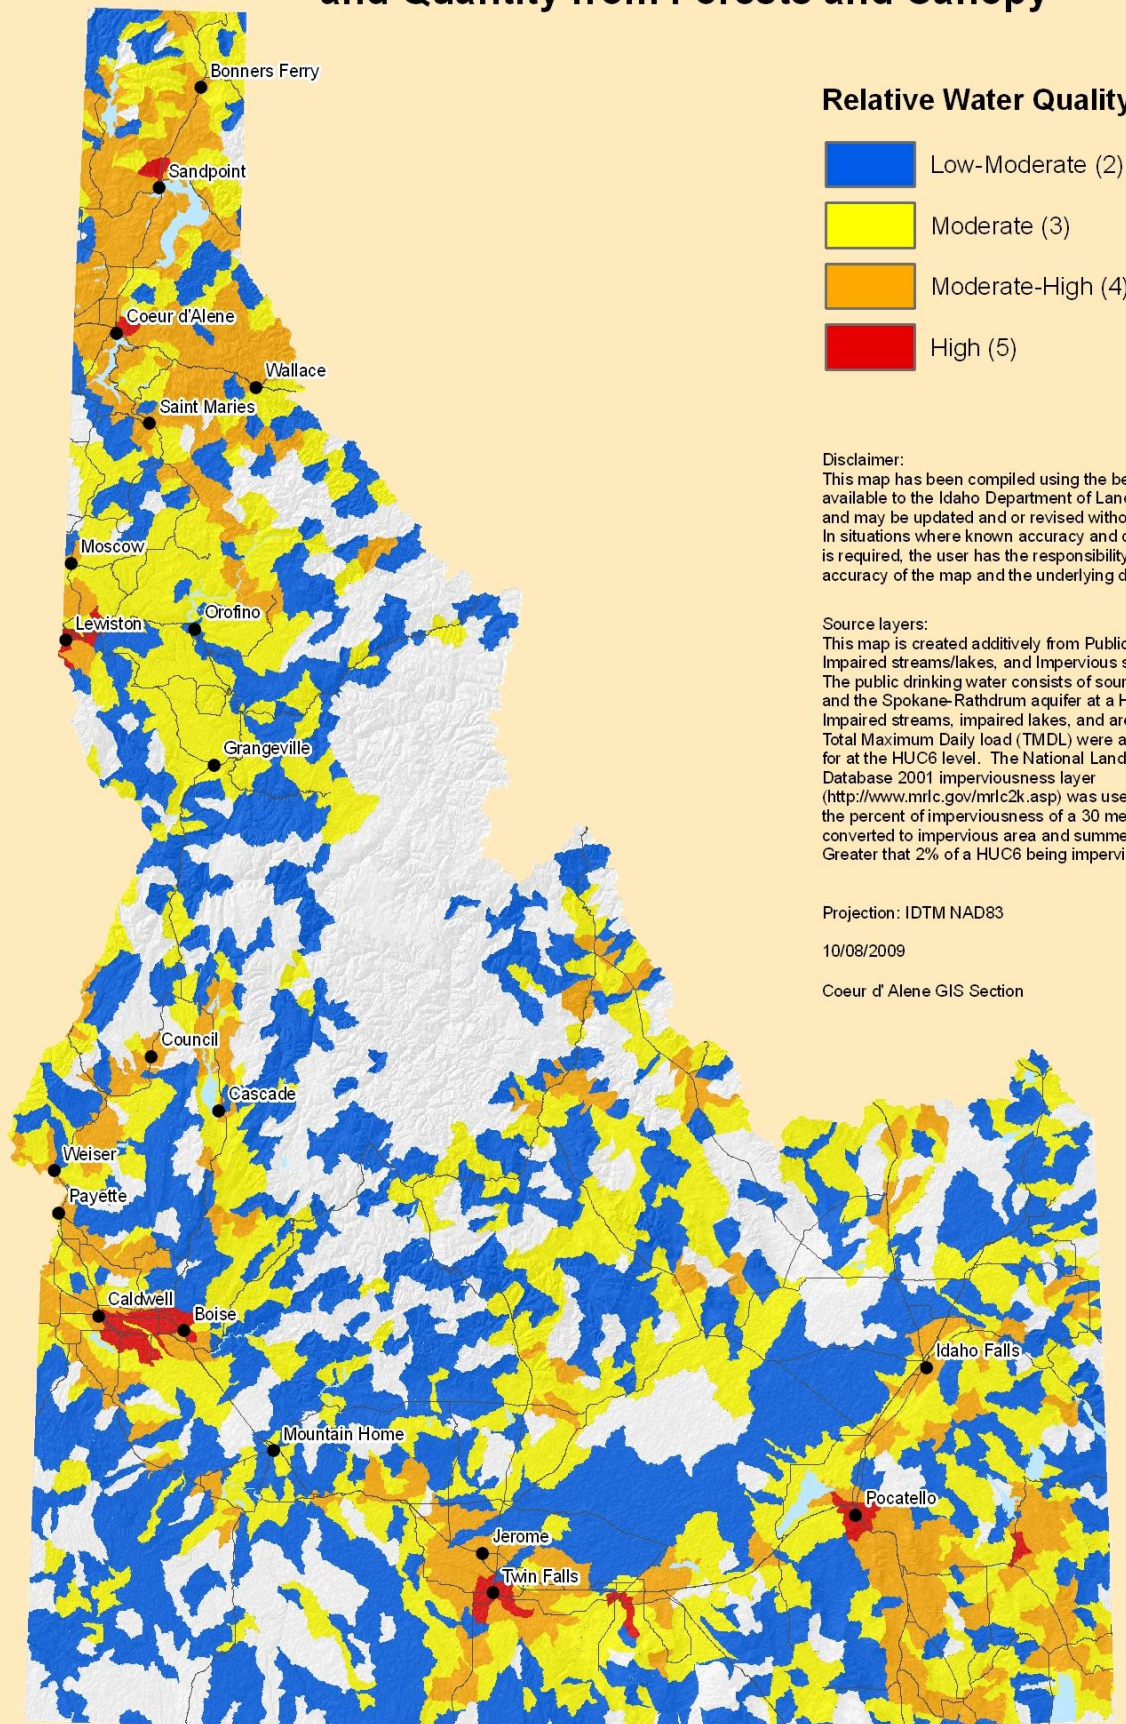 and Quantity from Forests and Canopy
Relative Water Quality
Low-Moderate (2)
Moderate (3)
Moderate-High (4)
High (5)
Disclaimer:
This map has been compiled using the be
available to the Idaho Department of Lan
and may be updated and or revised witho
In situations where known accuracy and
is required, the user has the responsibility
accuracy of the map and the underlying d
Source layers:
This map is created additively from Public
Impaired streams/lakes, and Impervious s
The public drinking water consists of sour
and the Spokane-Rathdrum aquifer at a H
Impaired streams, impaired lakes, and are
Total Maximum Daily load (TMDL) were a
for at the HUC6 level. The National Land
Database 2001 imperviousness layer
(http://www.mrlc.gov/mrlc2k.asp) was use
the percent of imperviousness of a 30 me
converted to impervious area and summe
Greater that 2% of a HUC6 being impervi
Projection: IDTM NAD83
10/08/2009
Coeur d' Alene GIS Section
Bonners Ferry
Sandpoint
Coeur d'Alene
Wallace
Saint Maries
Moscow
Orofino
Lewiston
Grangeville
Council
Cascade
Weiser
Payette
Caldwell
Boise
Idaho Falls
Mountain Home
Pocatello
Jerome
Twin Falls